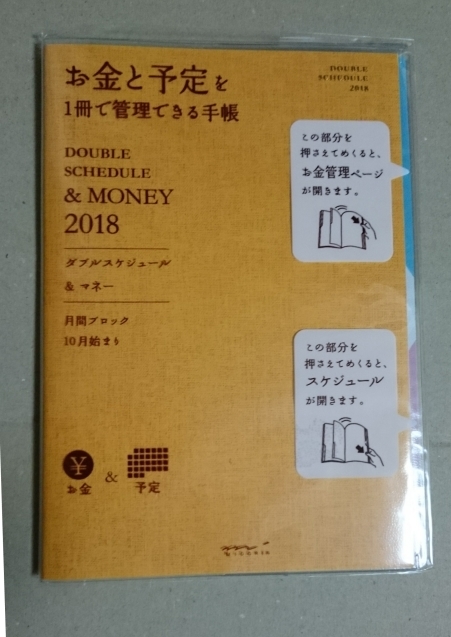 お金と予定を
1冊で管理できる手帳
DOUBLE
SCHEDULE
& MONEY
2018
ダブルスケジュール
& マネー
月間ブロック
10月始まり
¥
お金
&
予定
DOUBLE
SCHEDULE
2018
この部分を
押さえてめくると、
お金管理ページ
が開きます。
この部分を
押さえてめくると、
スケジュール
が開きます。
MIDORI